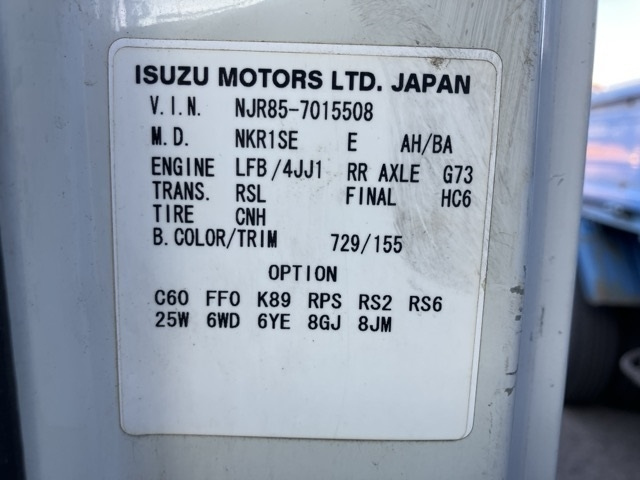 ISUZU MOTORS LTD. JAPAN
V.I.N. NJR85-7015508
M.D. NKR1SE E AH/BA
ENGINE LFB/4JJ1 RR AXLE G73
TRANS. RSL FINAL HC6
TIRE CNH
B.COLOR/TRIM 729/155
OPTION
C60 FF0 K89 RPS RS2 RS6
25W 6WD 6YE 8GJ 8JM